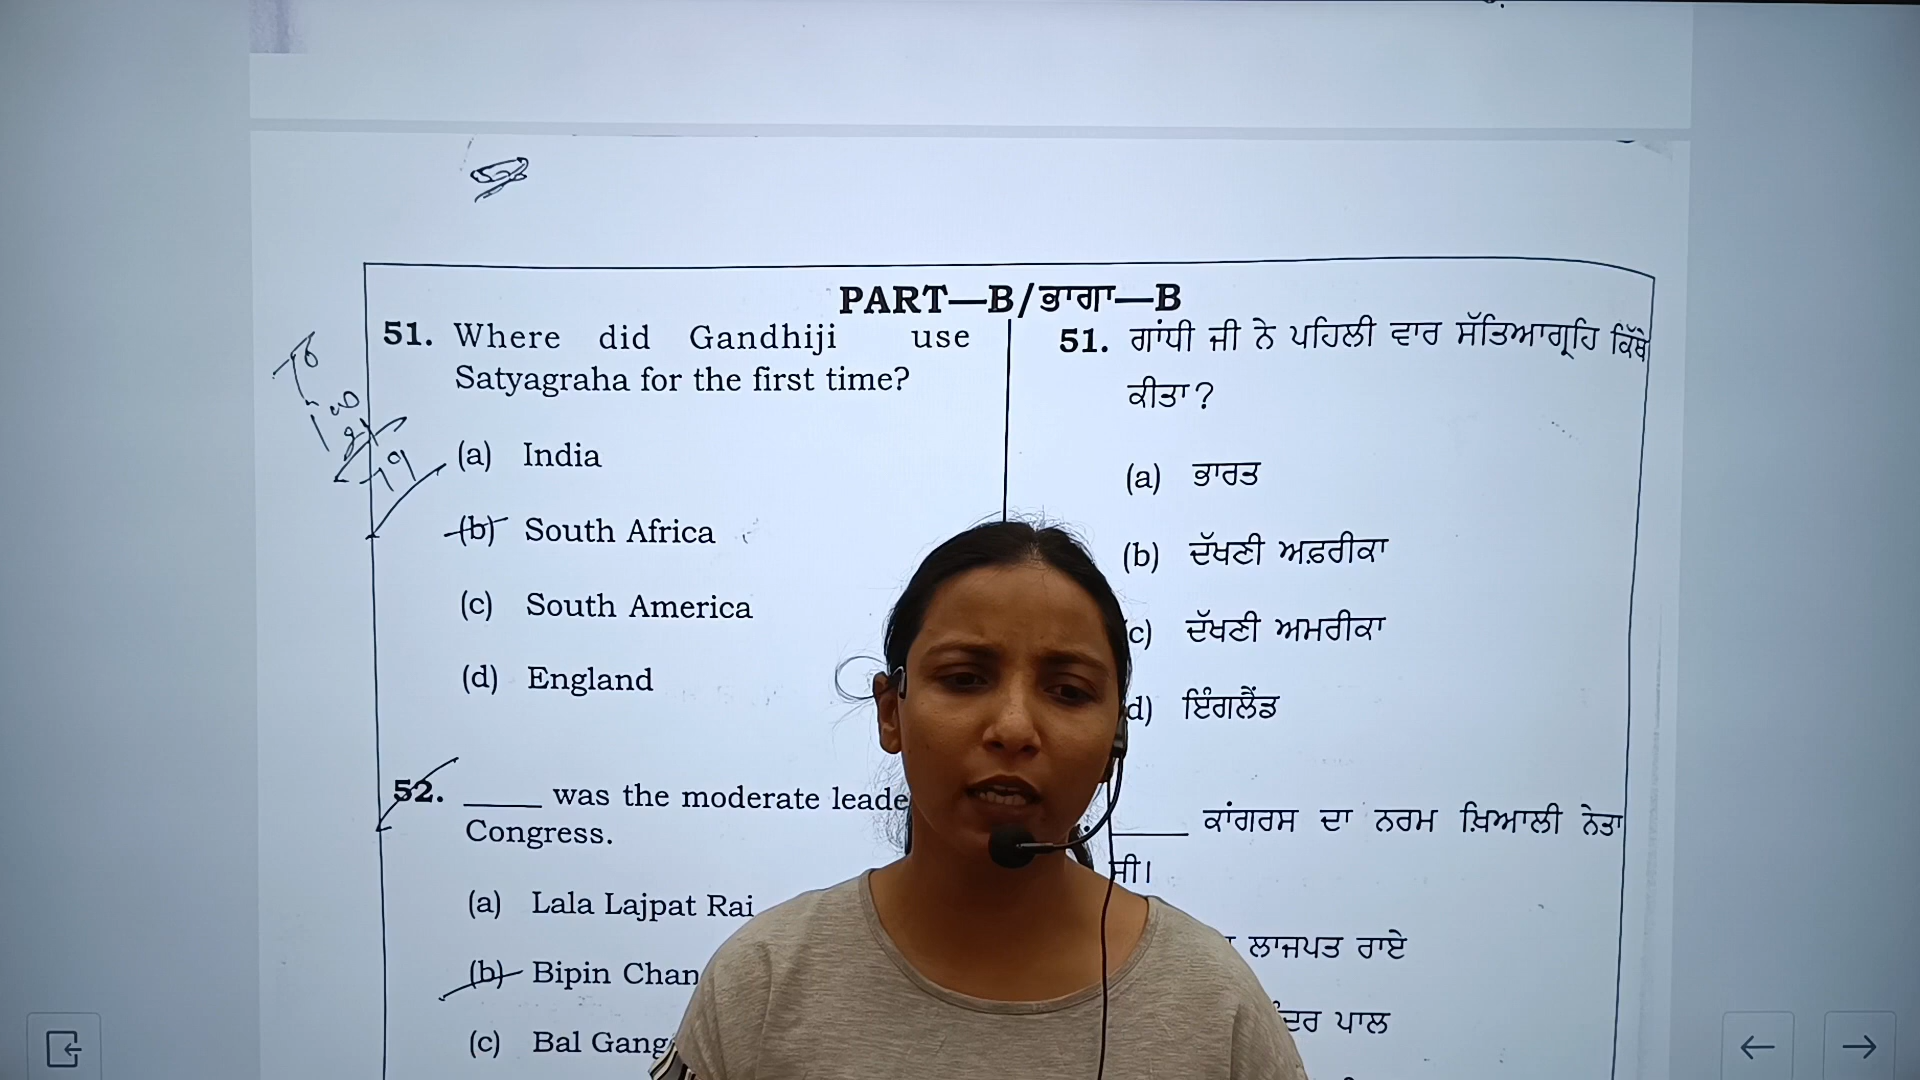 PART—B/ਭਾਗਾ—B
51. Where did Gandhiji use
Satyagraha for the first time?
(a) India
(b) South Africa
(c) South America
(d) England
52. _____ was the moderate leade
Congress.
(a) Lala Lajpat Rai
(b) Bipin Chan
(c) Bal Gang
51. ਗਾਂਧੀ ਜੀ ਨੇ ਪਹਿਲੀ ਵਾਰ ਸੱਤਿਆਗ੍ਰਹਿ ਕਿੱਥੇ
ਕੀਤਾ?
(a) ਭਾਰਤ
(b) ਦੱਖਣੀ ਅਫ਼ਰੀਕਾ
c) ਦੱਖਣੀ ਅਮਰੀਕਾ
d) ਇੰਗਲੈਂਡ
_____ ਕਾਂਗਰਸ ਦਾ ਨਰਮ ਖ਼ਿਆਲੀ ਨੇਤਾ
ਸੀ।
ਲਾਜਪਤ ਰਾਏ
ਦਰ ਪਾਲ